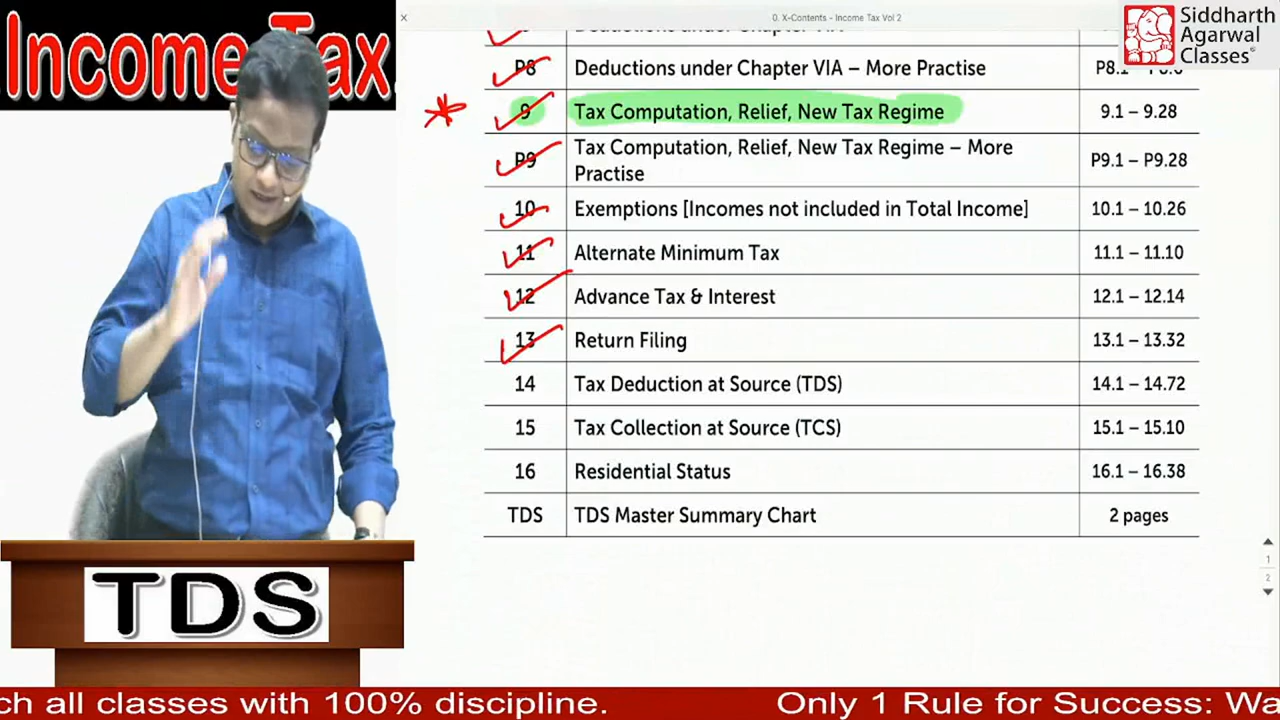 Income Tax
0. X-Contents - Income Tax Vol 2
Siddharth
Agarwal
Classes®
Deductions under Chapter VIA
P8 Deductions under Chapter VIA – More Practise
9 Tax Computation, Relief, New Tax Regime 9.1 – 9.28
P9 Tax Computation, Relief, New Tax Regime – More P9.1 – P9.28
Practise
10 Exemptions [Incomes not included in Total Income] 10.1 – 10.26
11 Alternate Minimum Tax 11.1 – 11.10
12 Advance Tax & Interest 12.1 – 12.14
13 Return Filing 13.1 – 13.32
14 Tax Deduction at Source (TDS) 14.1 – 14.72
15 Tax Collection at Source (TCS) 15.1 – 15.10
16 Residential Status 16.1 – 16.38
TDS TDS Master Summary Chart 2 pages
1
2
TDS
ch all classes with 100% discipline. Only 1 Rule for Success: Wa